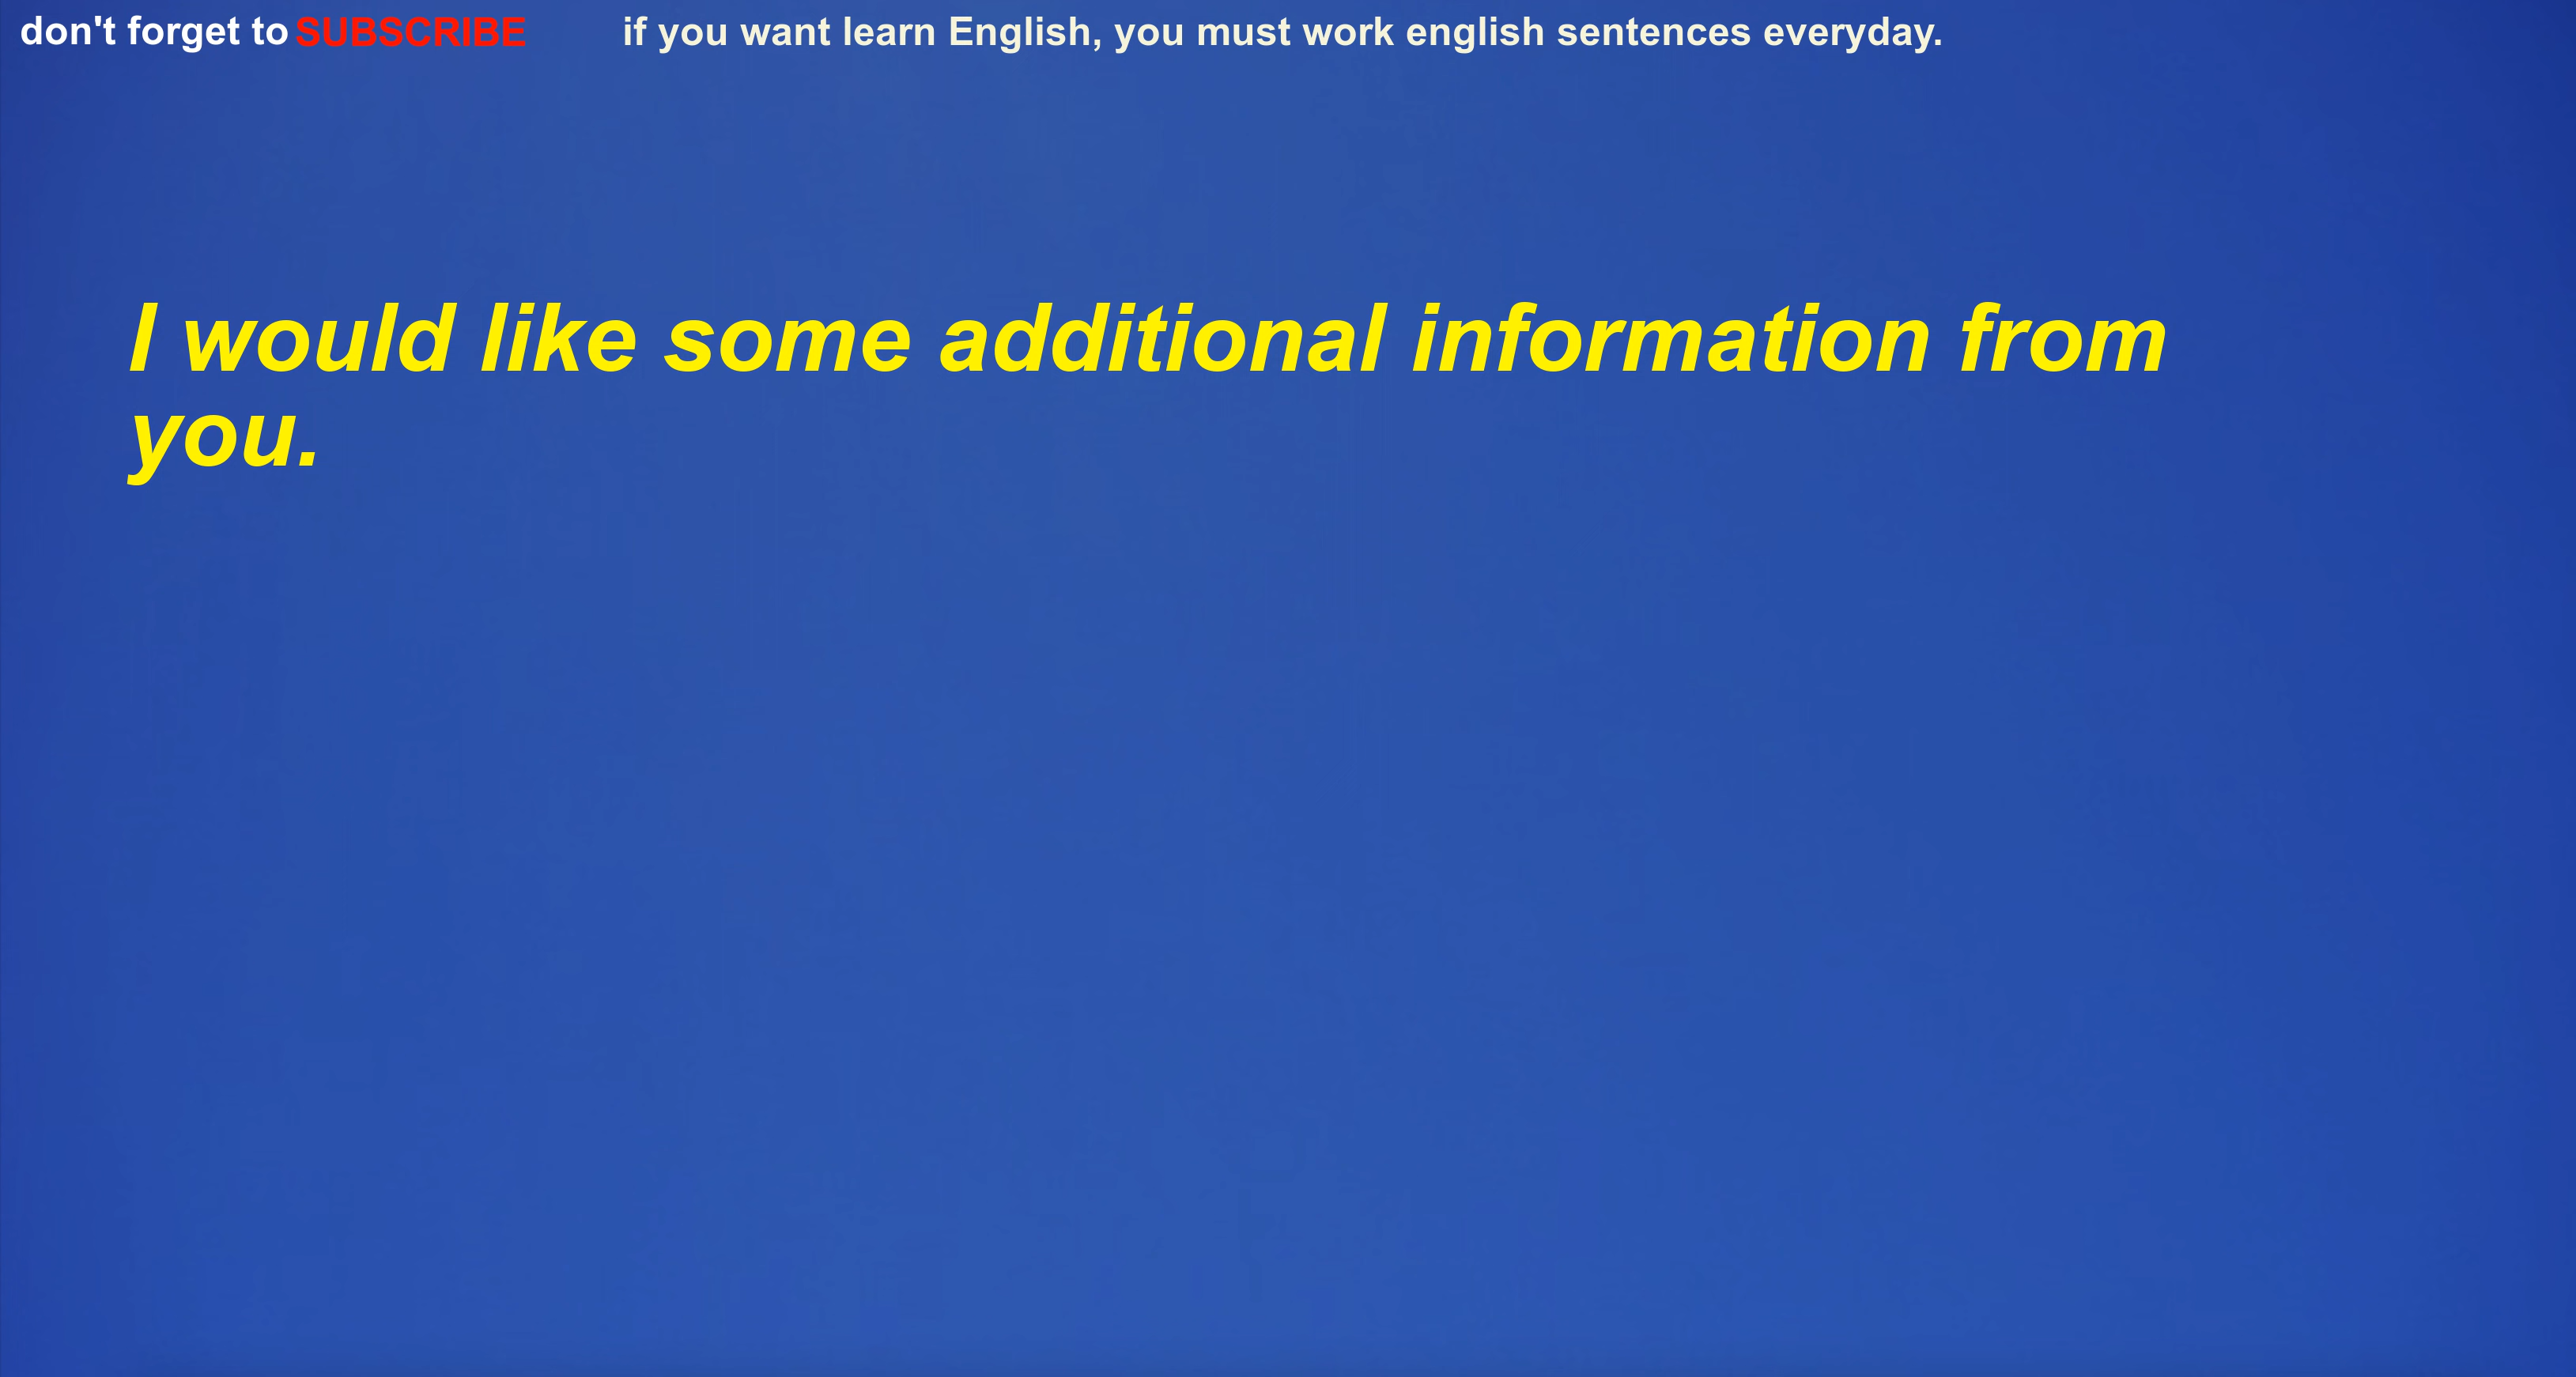 don't forget to SUBSCRIBE if you want learn English, you must work english sentences everyday.
I would like some additional information from
you.